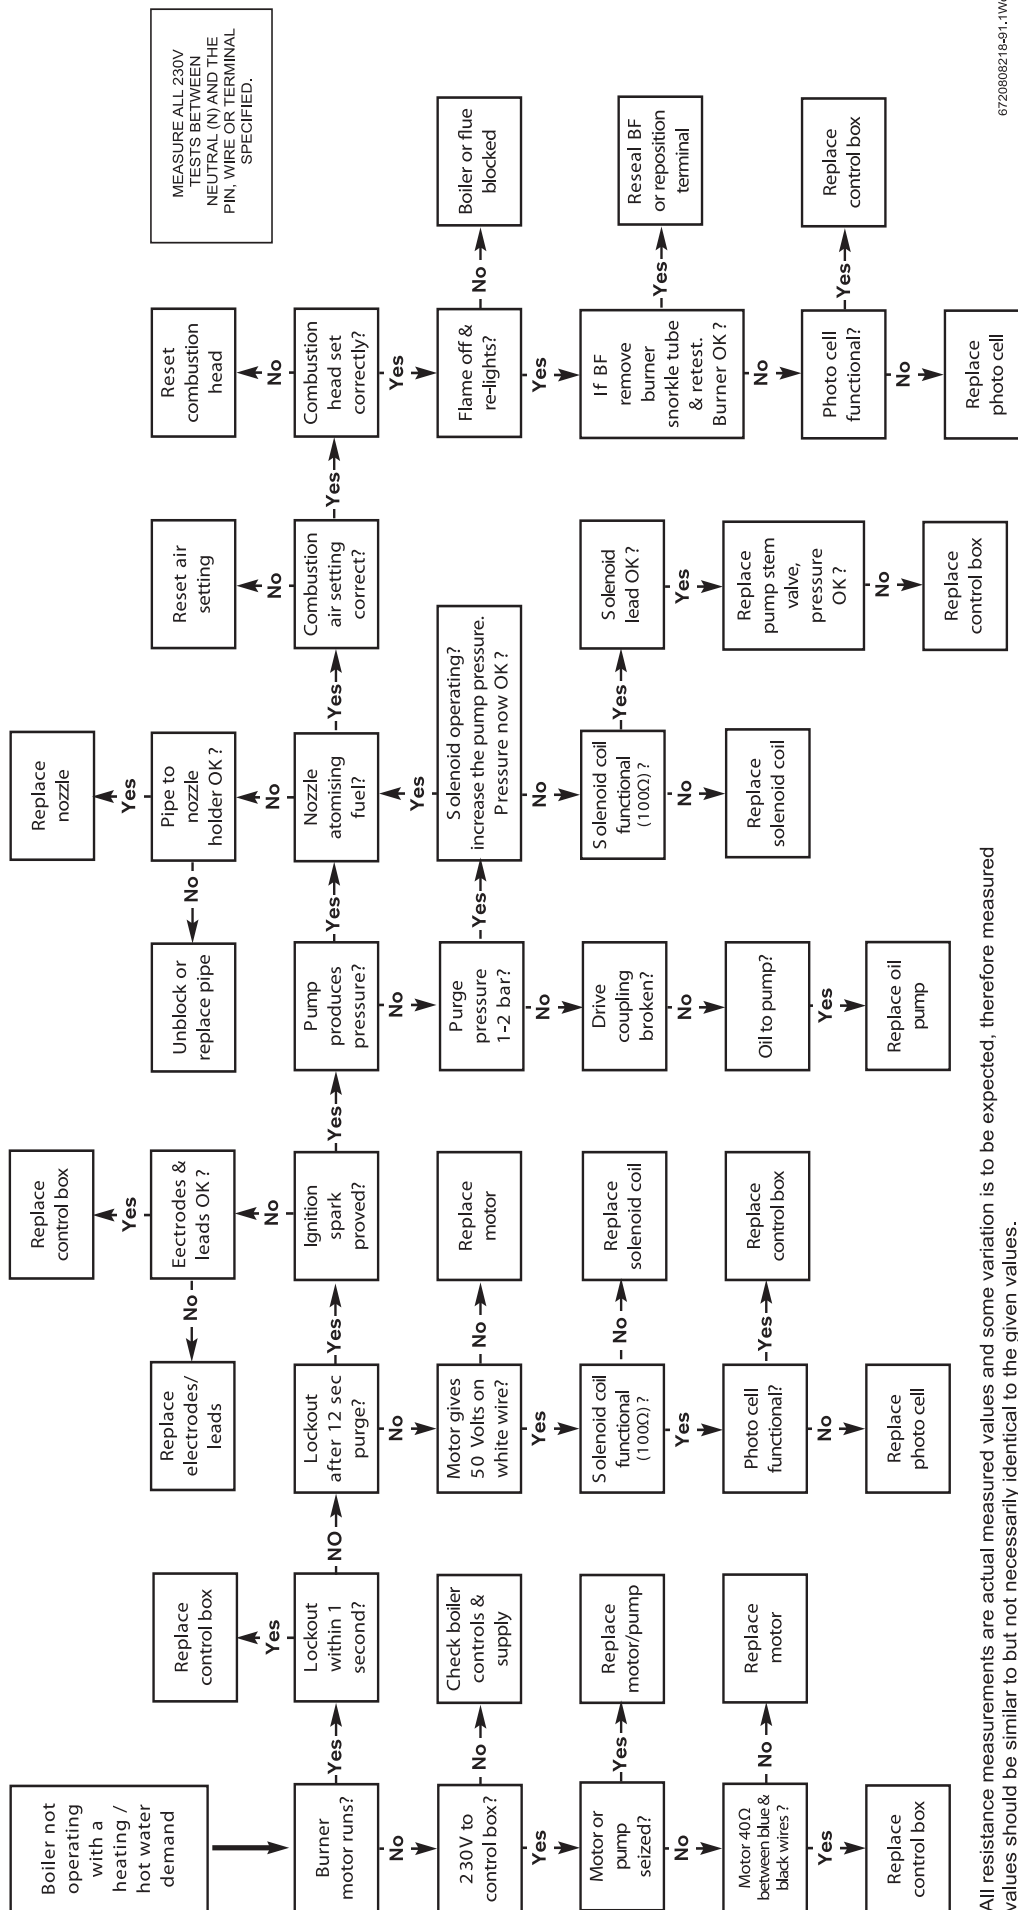 Boiler not
operating
with a
heating /
hot water
demand
Burner
motor runs?
No
230V to
control box?
Yes
Motor or
pump
seized?
No
Motor 40Ω
between blue &
black wires ?
Yes
Replace
control box
Yes
No
Yes
No
Replace
control box
Yes
Lockout
within 1
second?
Check boiler
controls &
supply
Replace
motor/pump
Replace
motor
NO
Replace
electrodes/
leads
Lockout
after 12 sec
purge?
No
Motor gives
50 Volts on
white wire?
Yes
Solenoid coil
functional
(100Ω) ?
Yes
Photo cell
functional?
No
Replace
photo cell
No
Yes
No
No
Yes
Replace
control box
Yes
Eectrodes &
leads OK ?
No
Ignition
spark
proved?
Replace
motor
Replace
solenoid coil
Replace
control box
Yes
Unblock or
replace pipe
Pump
produces
pressure?
No
Purge
pressure
1-2 bar?
No
Drive
coupling
broken?
No
Oil to pump?
Yes
Replace oil
pump
No
Yes
Yes
Replace
nozzle
Yes
Pipe to
nozzle
holder OK ?
No
Nozzle
atomising
fuel?
Yes
Solenoid operating?
increase the pump pressure.
Pressure now OK ?
No
Solenoid coil
functional
(100Ω) ?
No
Replace
solenoid coil
Yes
Yes
Reset air
setting
No
Combustion
air setting
correct?
Solenoid
lead OK ?
Yes
Replace
pump stem
valve,
pressure
OK ?
No
Replace
control box
Yes
Reset
combustion
head
No
Combustion
head set
correctly?
Yes
Flame off &
re-lights?
Yes
If BF
remove
burner
snorkle tube
& retest.
Burner OK ?
No
Photo cell
functional?
No
Replace
photo cell
No
Yes
Yes
MEASURE ALL 230V
TESTS BETWEEN
NEUTRAL (N) AND THE
PIN, WIRE OR TERMINAL
SPECIFIED.
Boiler or flue
blocked
Reseal BF
or reposition
terminal
Replace
control box
All resistance measurements are actual measured values and some variation is to be expected, therefore measured
values should be similar to but not necessarily identical to the given values.